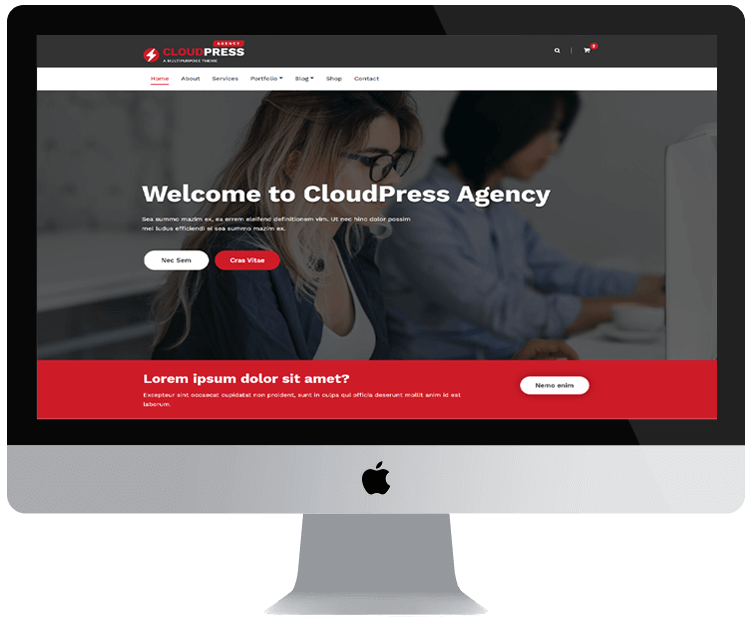 AGENCY
CLOUDPRESS
A MULTIPURPOSE THEME
0
Home About Services Portfolio Blog Shop Contact
Welcome to CloudPress Agency
Sea summo mazim ex, ea errem eleifend definitionem vim. Ut nec hinc dolor possim
mei ludus efficiendi ei sea summo mazim ex.
Nec Sem Cras Vitae
Lorem ipsum dolor sit amet?
Excepteur sint occaecat cupidatat non proident, sunt in culpa qui officia deserunt mollit anim id est
laborum.
Nemo enim